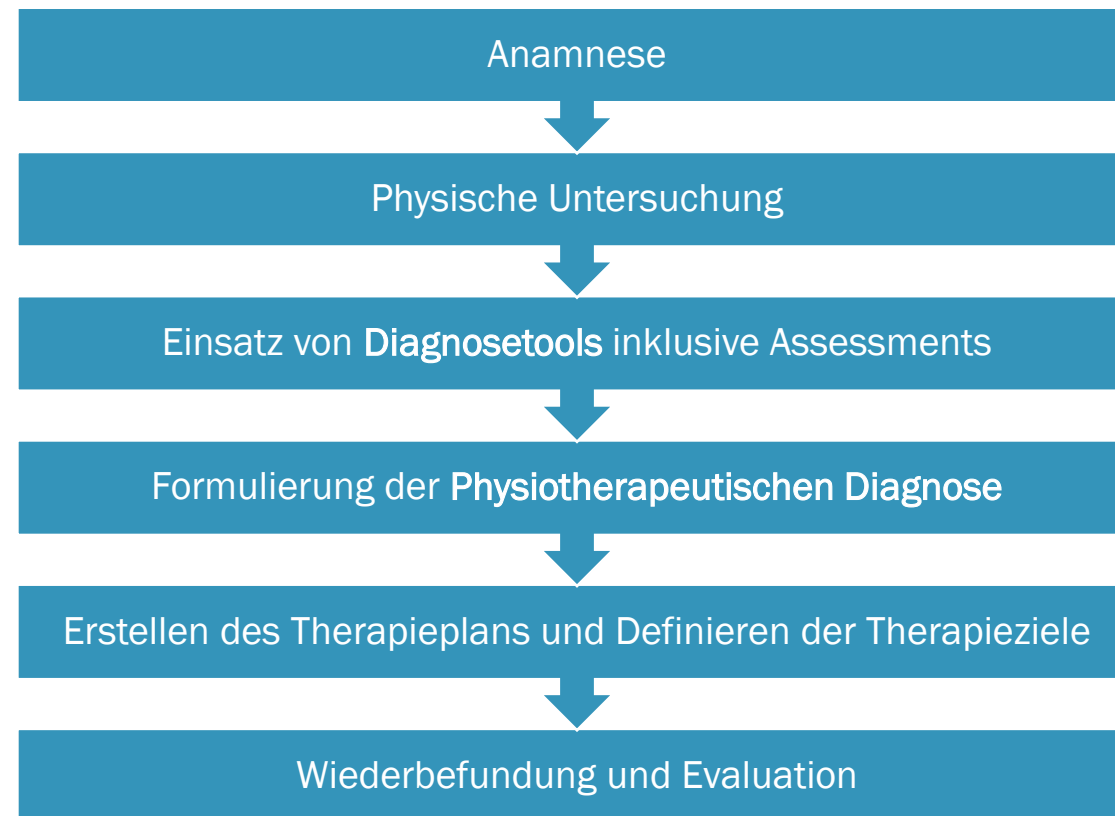 Anamnese
Physische Untersuchung
Einsatz von Diagnosetools inklusive Assessments
Formulierung der Physiotherapeutischen Diagnose
Erstellen des Therapieplans und Definieren der Therapieziele
Wiederbefundung und Evaluation